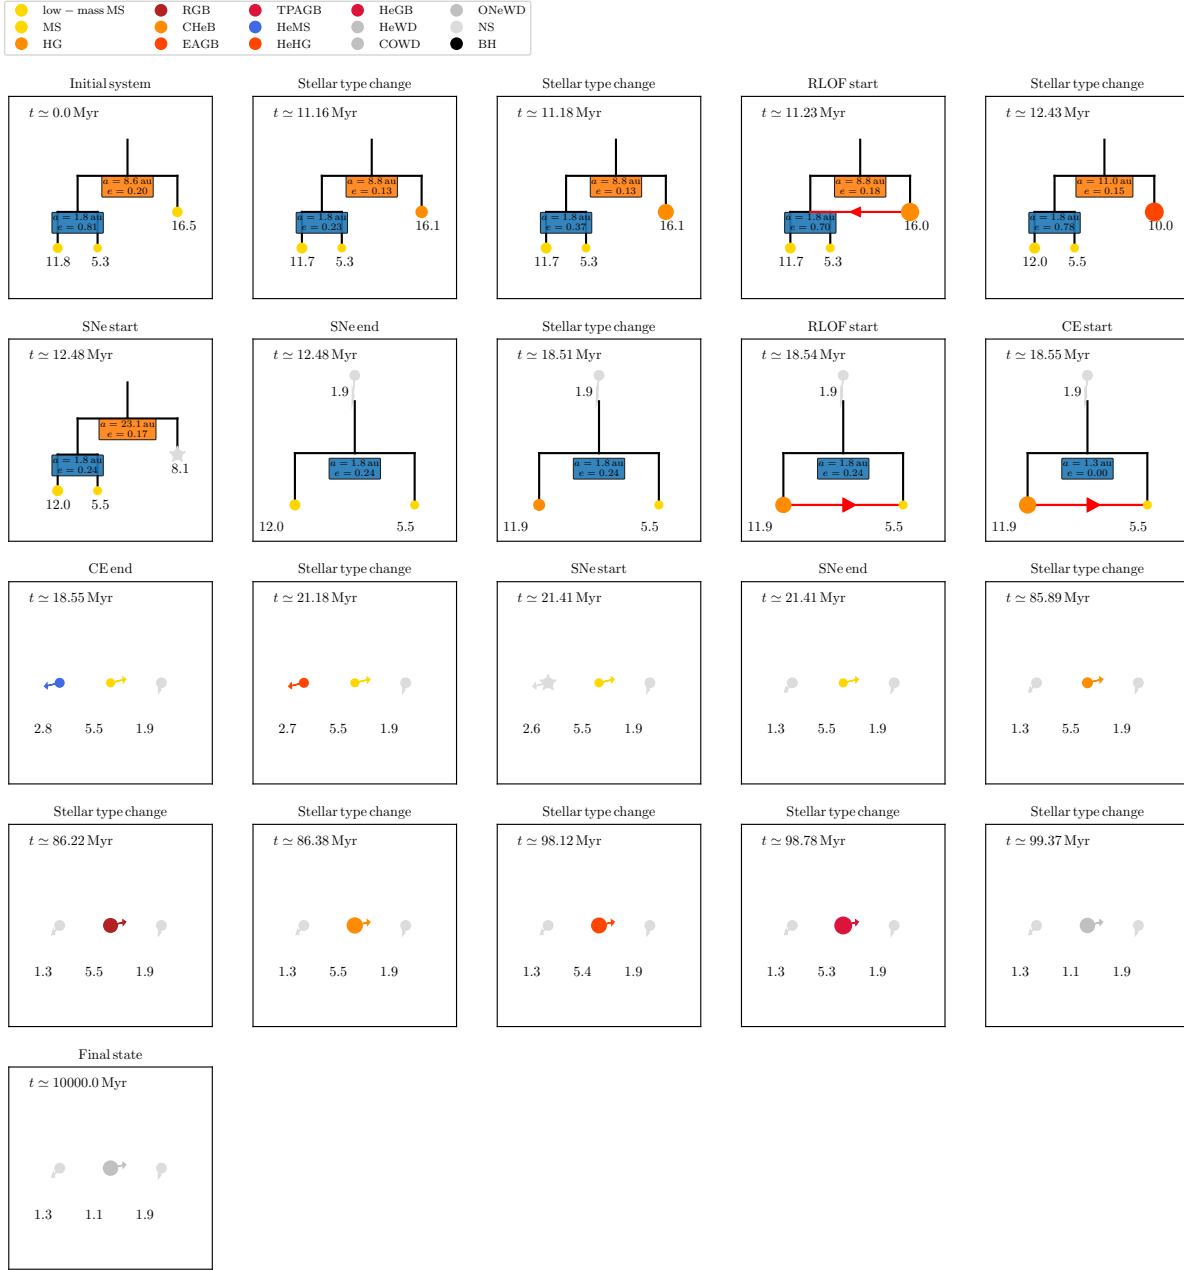 low − mass MS RGB TPAGB HeGB ONeWD
MS CHeB HeMS HeWD NS
HG EAGB HeHG COWD BH
Initial system Stellar type change Stellar type change RLOF start Stellar type change
t ≃ 0.0 Myr t ≃ 11.16 Myr t ≃ 11.18 Myr t ≃ 11.23 Myr t ≃ 12.43 Myr
a = 8.6 au a = 8.8 au a = 8.8 au a = 8.8 au a = 11.0 au
e = 0.20 e = 0.13 e = 0.13 e = 0.18 e = 0.15
a = 1.8 au a = 1.8 au a = 1.8 au a = 1.8 au a = 1.8 au
e = 0.81 e = 0.23 e = 0.37 e = 0.70 e = 0.78
16.5 16.1 16.1 16.0 10.0
11.8 5.3 11.7 5.3 11.7 5.3 11.7 5.3 12.0 5.5
SNe start SNe end Stellar type change RLOF start CE start
t ≃ 12.48 Myr t ≃ 12.48 Myr t ≃ 18.51 Myr t ≃ 18.54 Myr t ≃ 18.55 Myr
1.9 1.9 1.9 1.9
a = 23.1 au
e = 0.17
a = 1.8 au a = 1.8 au a = 1.8 au a = 1.8 au a = 1.3 au
e = 0.24 e = 0.24 e = 0.24 e = 0.24 e = 0.00
8.1
12.0 5.5 12.0 5.5 11.9 5.5 11.9 5.5 11.9 5.5
CE end Stellar type change SNe start SNe end Stellar type change
t ≃ 18.55 Myr t ≃ 21.18 Myr t ≃ 21.41 Myr t ≃ 21.41 Myr t ≃ 85.89 Myr
2.8 5.5 1.9 2.7 5.5 1.9 2.6 5.5 1.9 1.3 5.5 1.9 1.3 5.5 1.9
Stellar type change Stellar type change Stellar type change Stellar type change Stellar type change
t ≃ 86.22 Myr t ≃ 86.38 Myr t ≃ 98.12 Myr t ≃ 98.78 Myr t ≃ 99.37 Myr
1.3 5.5 1.9 1.3 5.5 1.9 1.3 5.4 1.9 1.3 5.3 1.9 1.3 1.1 1.9
Final state
t ≃ 10000.0 Myr
1.3 1.1 1.9